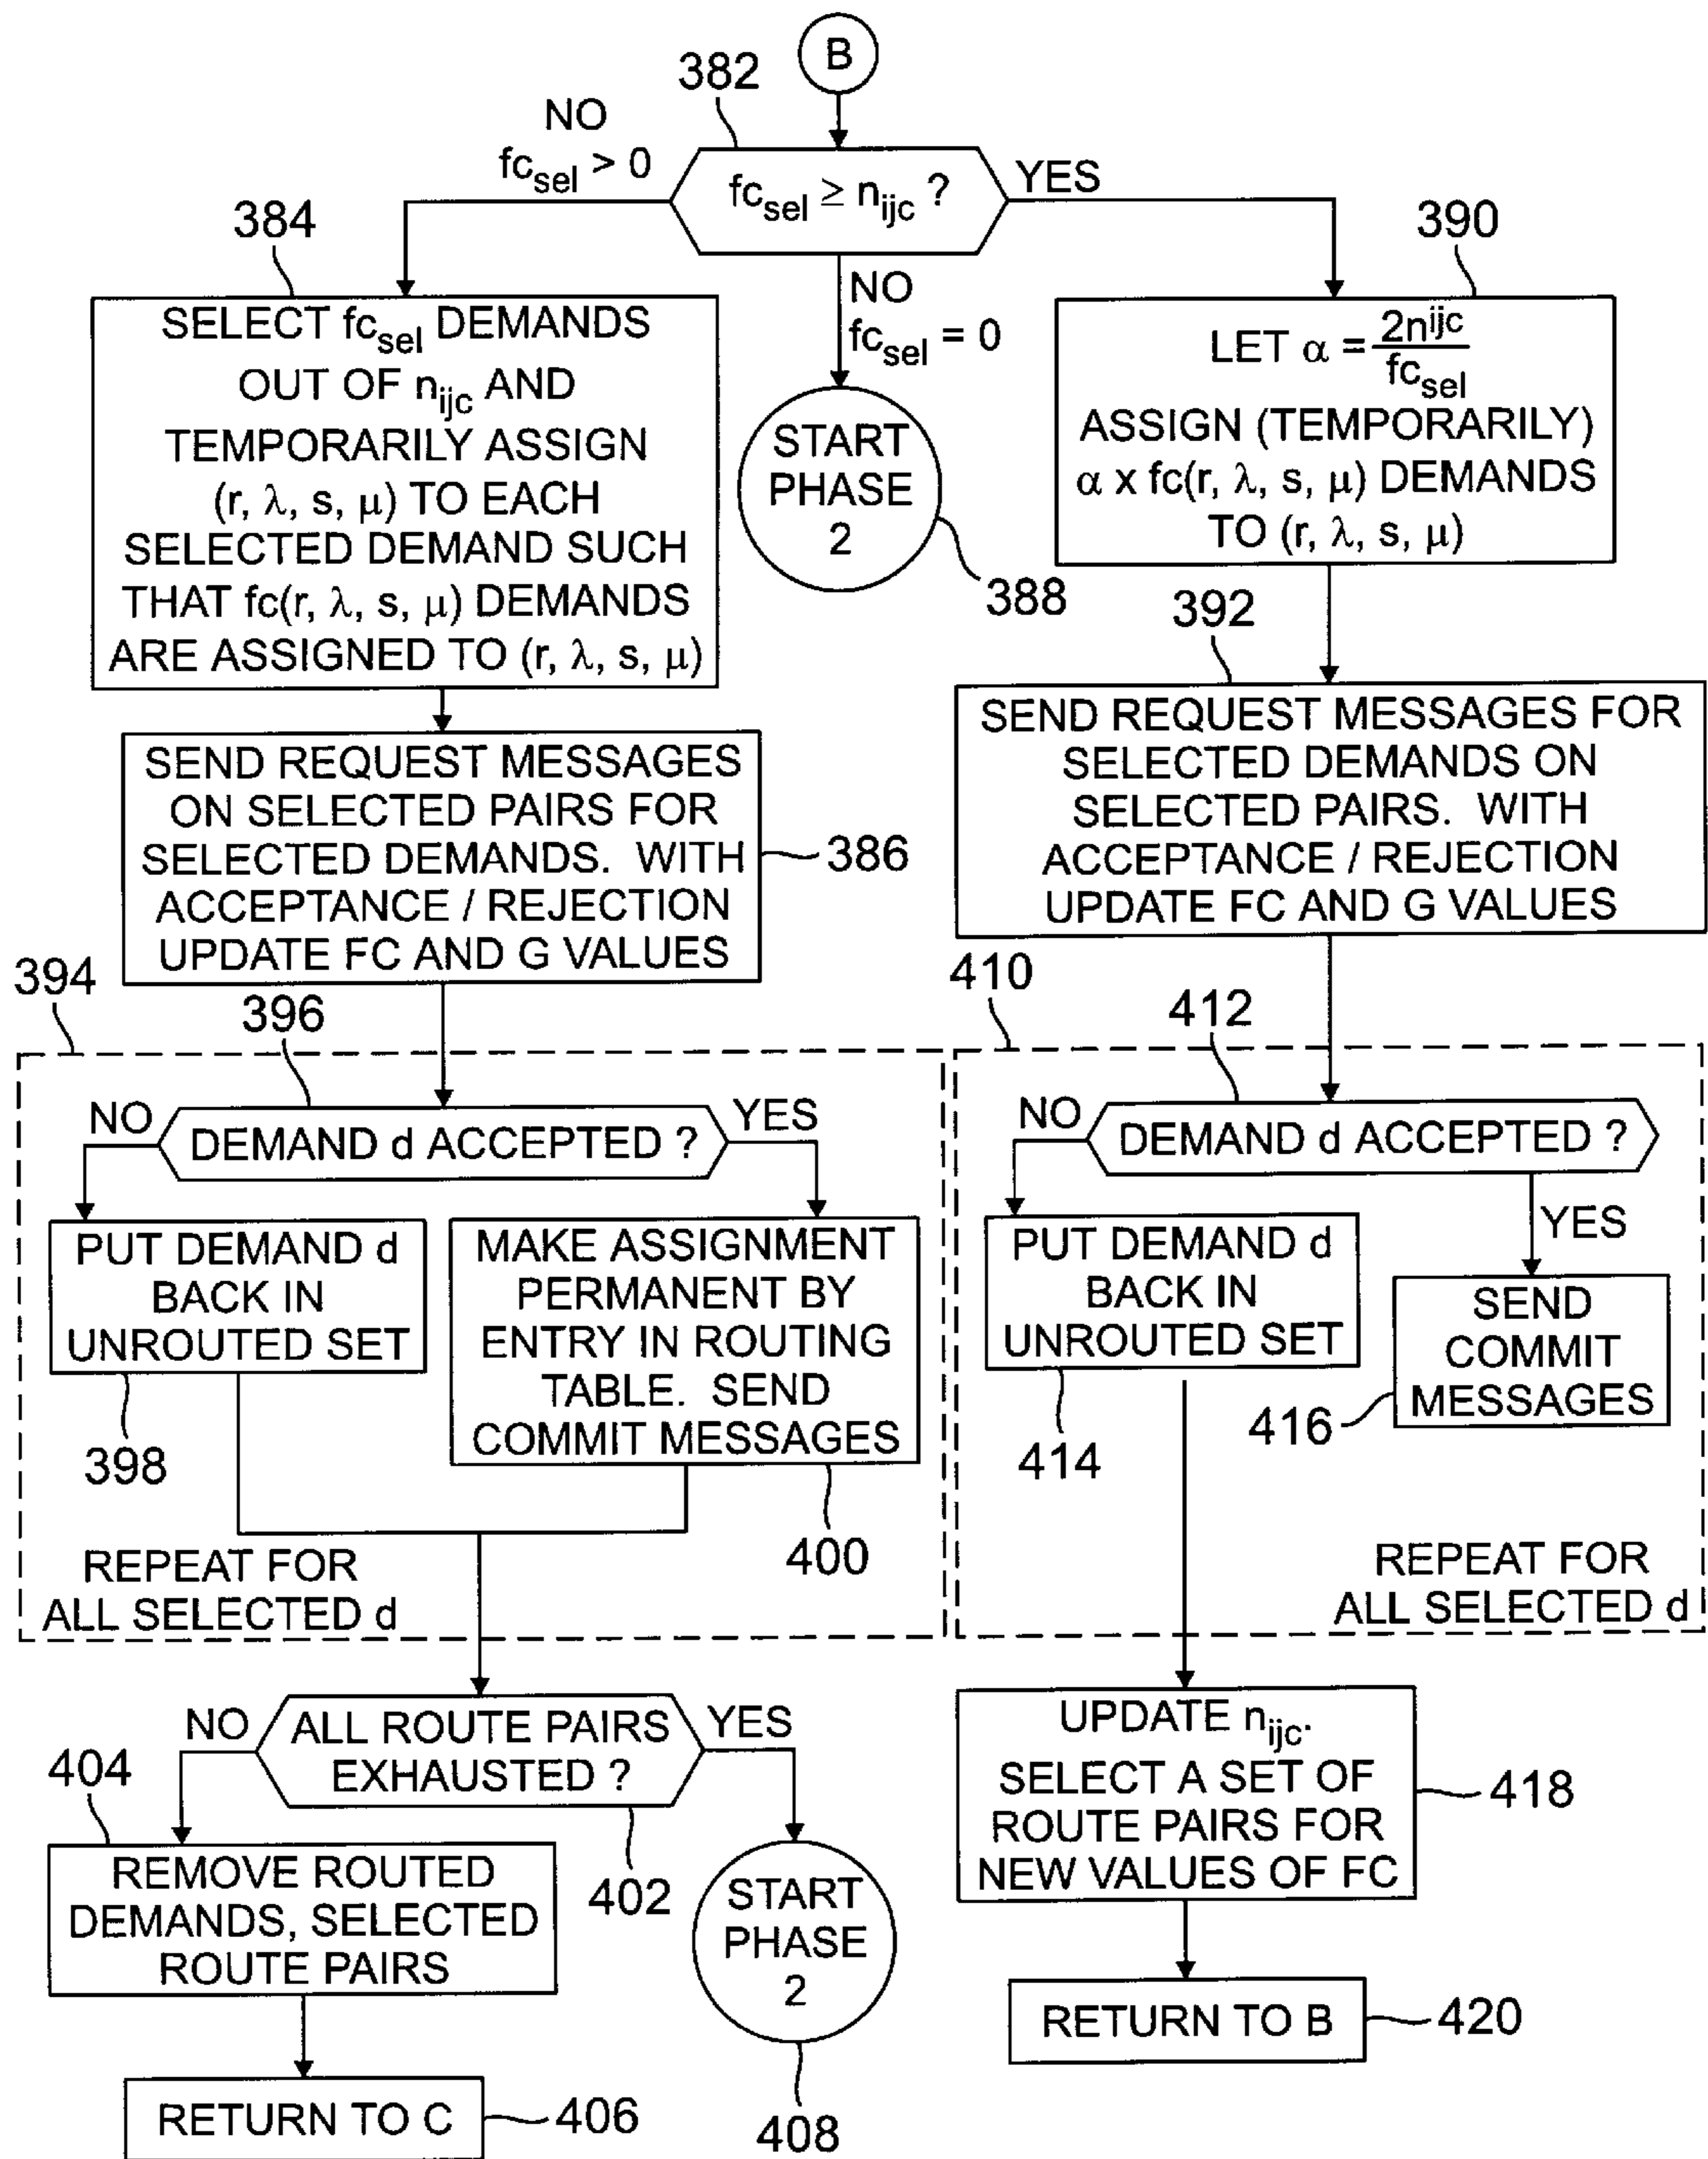 B
382
NO
fc_sel > 0
fc_sel ≥ n_ijc ?
YES
384
390
NO
fc_sel = 0
SELECT fc_sel DEMANDS
OUT OF n_ijc AND
TEMPORARILY ASSIGN
(r, λ, s, μ) TO EACH
SELECTED DEMAND SUCH
THAT fc(r, λ, s, μ) DEMANDS
ARE ASSIGNED TO (r, λ, s, μ)
START
PHASE
2
388
LET α = 2n^ijc / fc_sel
ASSIGN (TEMPORARILY)
α x fc(r, λ, s, μ) DEMANDS
TO (r, λ, s, μ)
392
SEND REQUEST MESSAGES
ON SELECTED PAIRS FOR
SELECTED DEMANDS. WITH
ACCEPTANCE / REJECTION
UPDATE FC AND G VALUES
386
SEND REQUEST MESSAGES FOR
SELECTED DEMANDS ON
SELECTED PAIRS. WITH
ACCEPTANCE / REJECTION
UPDATE FC AND G VALUES
394
396
NO
DEMAND d ACCEPTED ?
YES
PUT DEMAND d
BACK IN
UNROUTED SET
398
MAKE ASSIGNMENT
PERMANENT BY
ENTRY IN ROUTING
TABLE. SEND
COMMIT MESSAGES
400
REPEAT FOR
ALL SELECTED d
410
412
NO
DEMAND d ACCEPTED ?
YES
PUT DEMAND d
BACK IN
UNROUTED SET
414
SEND
COMMIT
MESSAGES
416
REPEAT FOR
ALL SELECTED d
NO
ALL ROUTE PAIRS
EXHAUSTED ?
YES
402
404
REMOVE ROUTED
DEMANDS, SELECTED
ROUTE PAIRS
START
PHASE
2
408
RETURN TO C
406
UPDATE n_ijc.
SELECT A SET OF
ROUTE PAIRS FOR
NEW VALUES OF FC
418
RETURN TO B
420